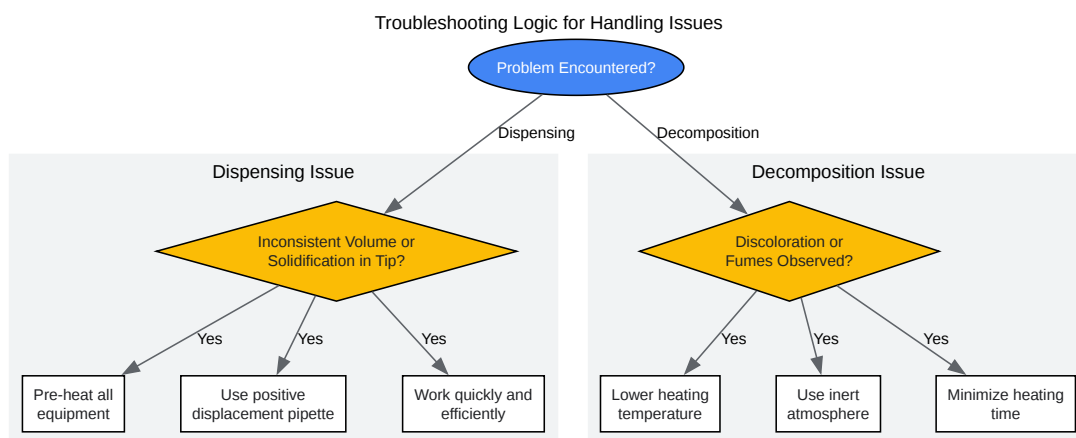 Troubleshooting Logic for Handling Issues
Problem Encountered?
Dispensing
Decomposition
Dispensing Issue
Decomposition Issue
Inconsistent Volume or
Solidification in Tip?
Discoloration or
Fumes Observed?
Yes
Yes
Yes
Yes
Yes
Yes
Pre-heat all
equipment
Use positive
displacement pipette
Work quickly and
efficiently
Lower heating
temperature
Use inert
atmosphere
Minimize heating
time